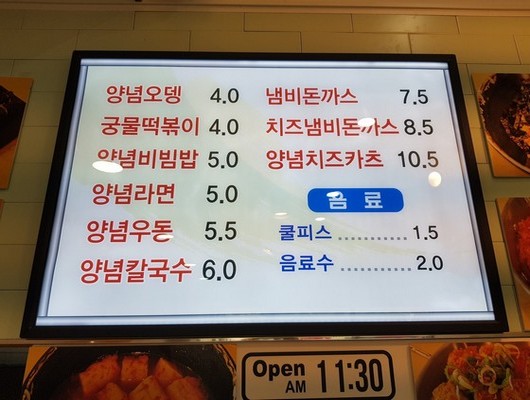 양념오뎅 4.0
궁물떡볶이 4.0
양념비빔밥 5.0
양념라면 5.0
양념우동 5.5
양념칼국수 6.0
냄비돈까스 7.5
치즈냄비돈까스 8.5
양념치즈카츠 10.5
음 료
쿨피스 ........... 1.5
음료수 ........... 2.0
Open AM 11:30